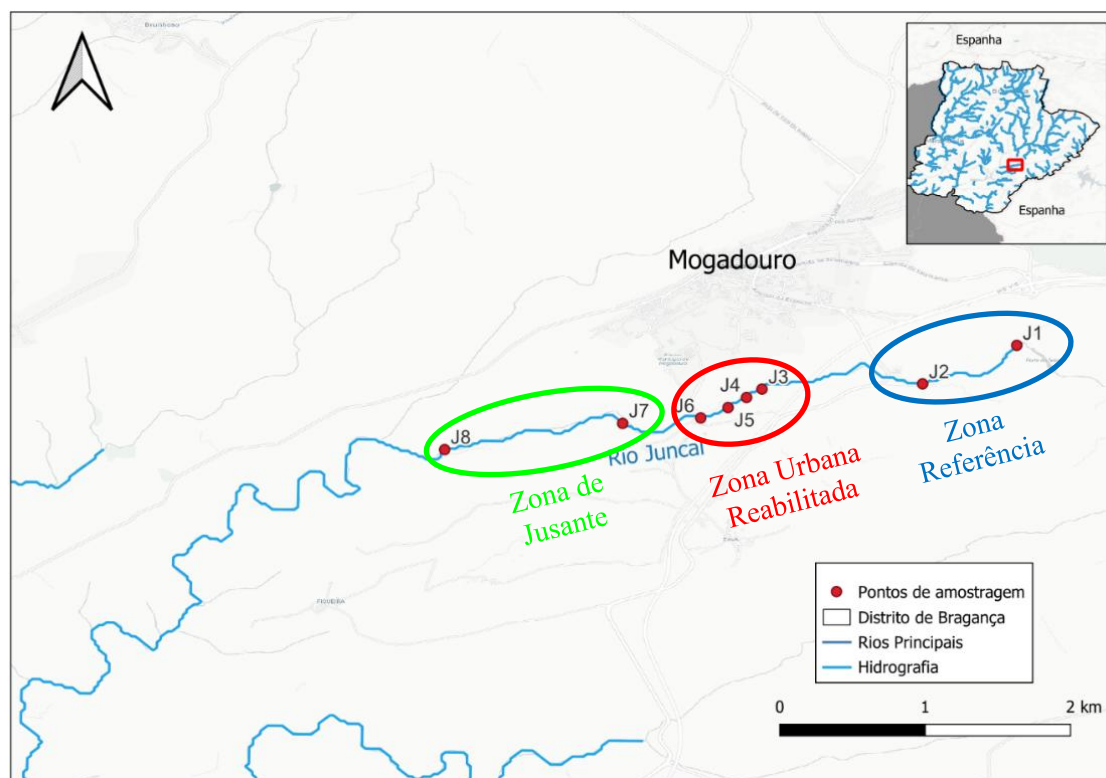 Espanha
Espanha
Mogadouro
J1
J2
J3
J4
J5
J6
J7
J8
Rio Juncal
Zona
Referência
Zona Urbana
Reabilitada
Zona de
Jusante
FIGUEIRA
Pontos de amostragem
Distrito de Bragança
Rios Principais
Hidrografia
0 1 2 km